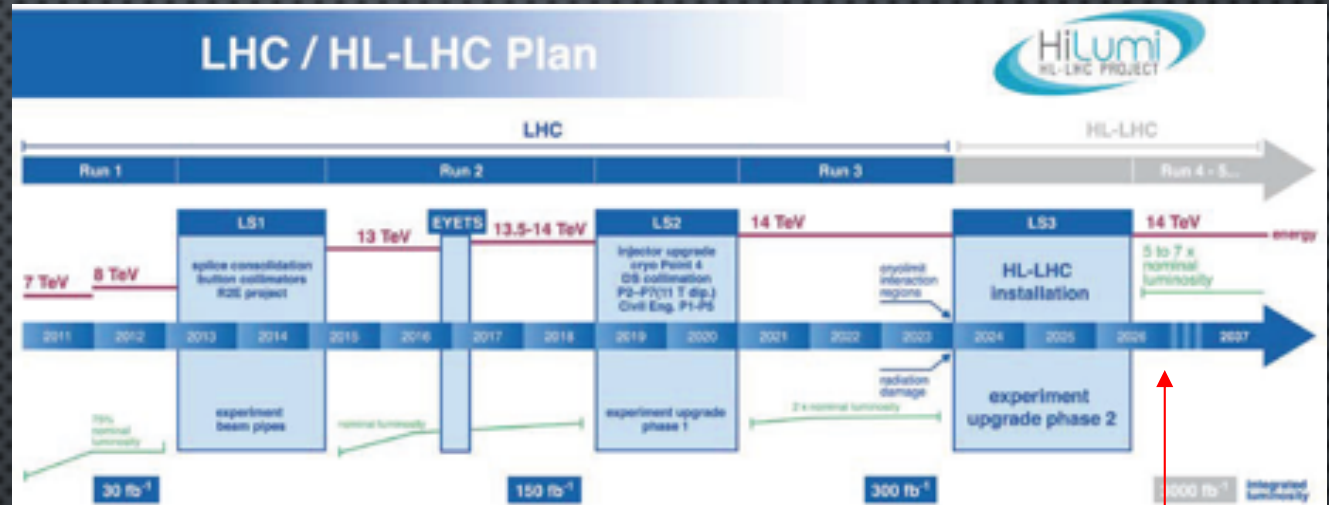 LHC / HL-LHC Plan
HiLumi
HL-LHC PROJECT
LHC
HL-LHC
Run 1
Run 2
Run 3
Run 4 - 5...
LS1
EYETS
LS2
LS3
7 TeV
8 TeV
13 TeV
13.5-14 TeV
14 TeV
14 TeV
energy
splice consolidation
button collimators
R2E project
injector upgrade
cryo Point 4
DS collimation
P2-P7(11 T dip.)
Civil Eng. P1-P5
cryolimit
interaction
regions
HL-LHC
installation
5 to 7 x
nominal
luminosity
2011 2012 2013 2014 2015 2016 2017 2018 2019 2020 2021 2022 2023 2024 2025 2026 2037
75%
nominal
luminosity
experiment
beam pipes
nominal luminosity
experiment upgrade
phase 1
2 x nominal luminosity
radiation
damage
experiment
upgrade phase 2
30 fb⁻¹
150 fb⁻¹
300 fb⁻¹
3000 fb⁻¹
integrated
luminosity